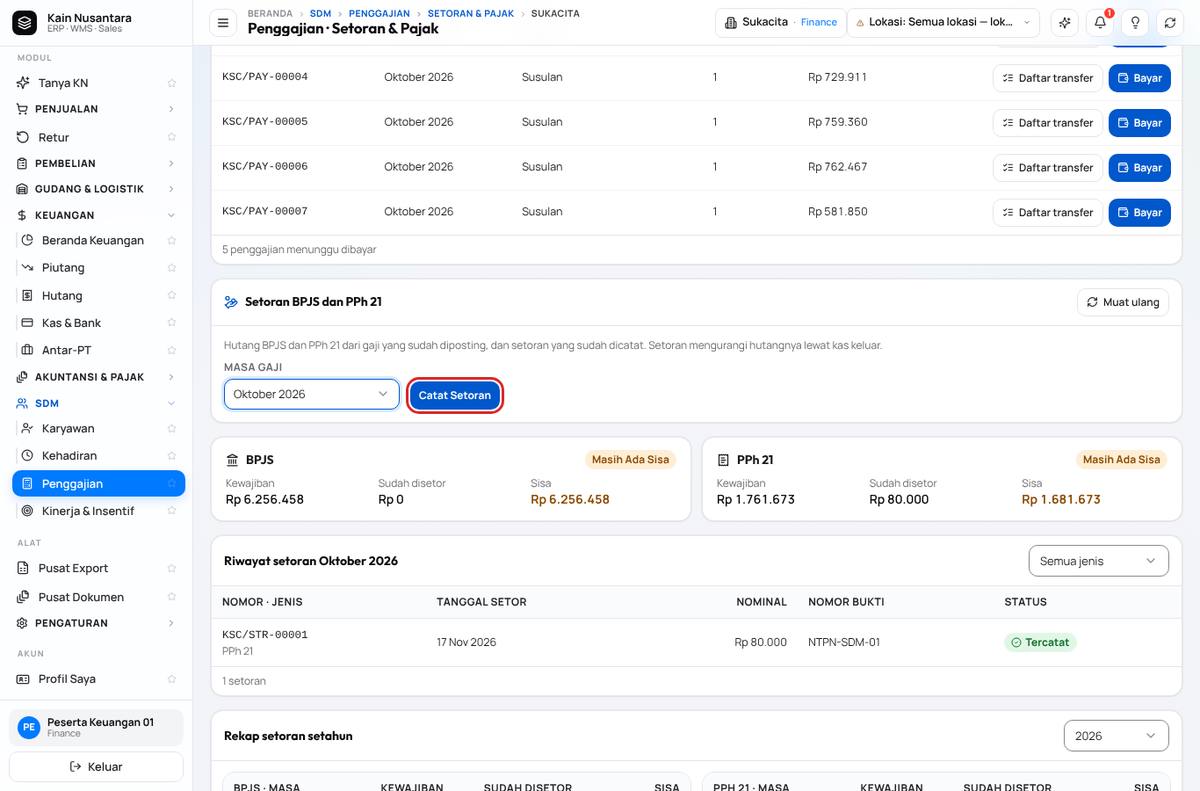 Kain Nusantara
ERP · WMS · Sales
MODUL
Tanya KN
PENJUALAN
Retur
PEMBELIAN
GUDANG & LOGISTIK
KEUANGAN
Beranda Keuangan
Piutang
Hutang
Kas & Bank
Antar-PT
AKUNTANSI & PAJAK
SDM
Karyawan
Kehadiran
Penggajian
Kinerja & Insentif
ALAT
Pusat Export
Pusat Dokumen
PENGATURAN
AKUN
Profil Saya
PE
Peserta Keuangan 01
Finance
Keluar
BERANDA › SDM › PENGGAJIAN › SETORAN & PAJAK › SUKACITA
Penggajian · Setoran & Pajak
Sukacita · Finance
Lokasi: Semua lokasi — lok...
1
KSC/PAY-00004 Oktober 2026 Susulan 1 Rp 729.911 Daftar transfer Bayar
KSC/PAY-00005 Oktober 2026 Susulan 1 Rp 759.360 Daftar transfer Bayar
KSC/PAY-00006 Oktober 2026 Susulan 1 Rp 762.467 Daftar transfer Bayar
KSC/PAY-00007 Oktober 2026 Susulan 1 Rp 581.850 Daftar transfer Bayar
5 penggajian menunggu dibayar
Setoran BPJS dan PPh 21
Muat ulang
Hutang BPJS dan PPh 21 dari gaji yang sudah diposting, dan setoran yang sudah dicatat. Setoran mengurangi hutangnya lewat kas keluar.
MASA GAJI
Oktober 2026
Catat Setoran
BPJS Masih Ada Sisa
Kewajiban Sudah disetor Sisa
Rp 6.256.458 Rp 0 Rp 6.256.458
PPh 21 Masih Ada Sisa
Kewajiban Sudah disetor Sisa
Rp 1.761.673 Rp 80.000 Rp 1.681.673
Riwayat setoran Oktober 2026
Semua jenis
NOMOR · JENIS TANGGAL SETOR NOMINAL NOMOR BUKTI STATUS
KSC/STR-00001 17 Nov 2026 Rp 80.000 NTPN-SDM-01 Tercatat
PPh 21
1 setoran
Rekap setoran setahun
2026
BPJS · MASA KEWAJIBAN SUDAH DISETOR SISA
PPH 21 · MASA KEWAJIBAN SUDAH DISETOR SISA